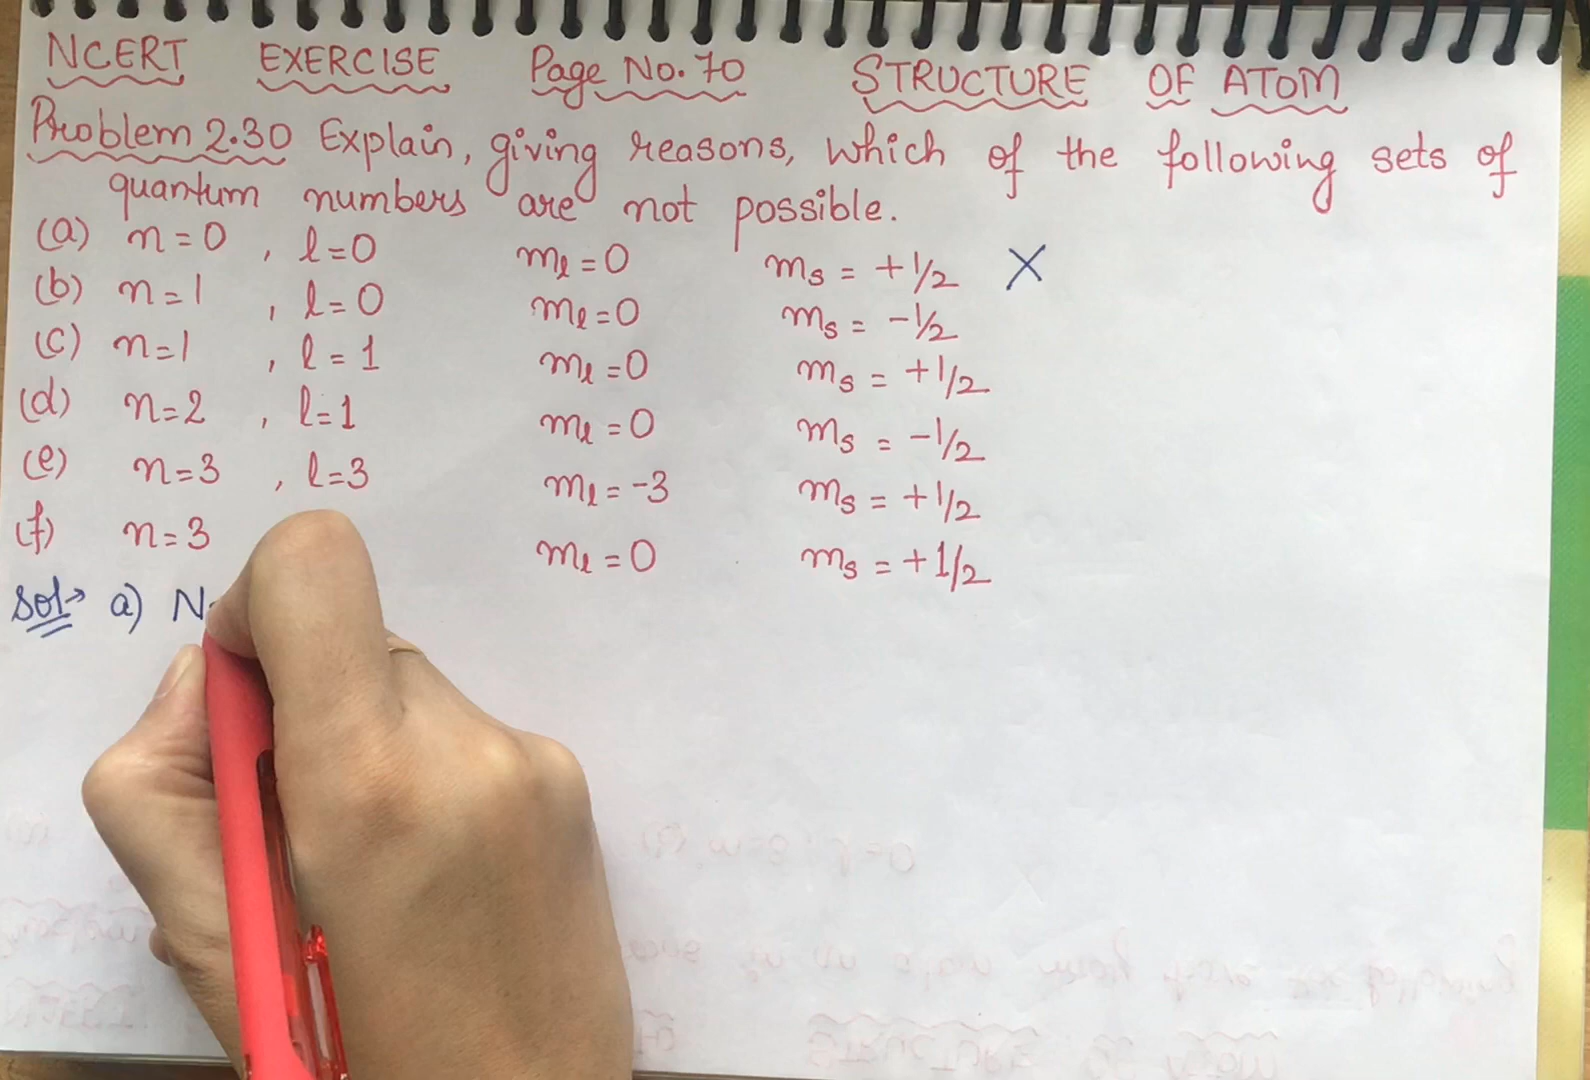 NCERT EXERCISE Page No. 70 STRUCTURE OF ATOM
Problem 2.30 Explain, giving reasons, which of the following sets of
quantum numbers are not possible.
(a) n=0 , l=0 ml=0 ms = +1/2 X
(b) n=1 , l=0 ml=0 ms = -1/2
(c) n=1 , l=1 ml=0 ms = +1/2
(d) n=2 , l=1 ml=0 ms = -1/2
(e) n=3 , l=3 ml=-3 ms = +1/2
(f) n=3 ml=0 ms = +1/2
Sol→ a) N